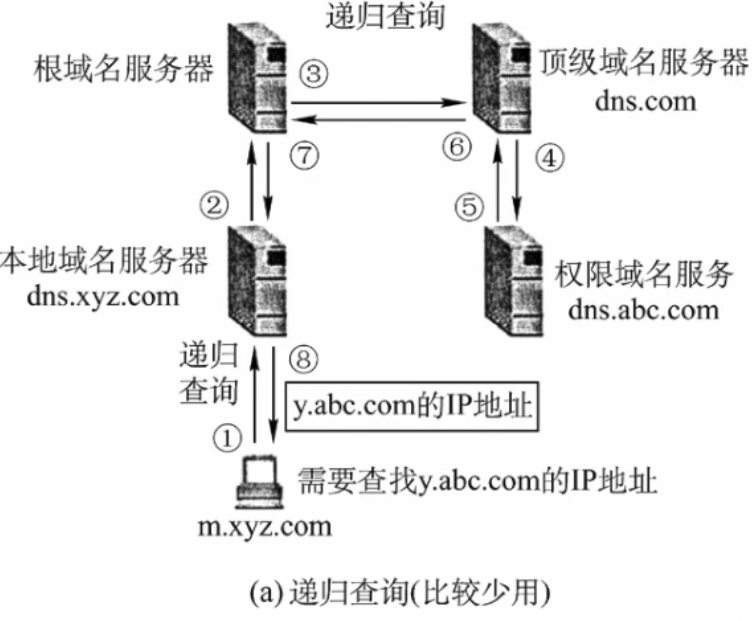 递归查询
根域名服务器
③
顶级域名服务器
dns.com
⑦
⑥
④
②
⑤
本地域名服务器
dns.xyz.com
权限域名服务
dns.abc.com
递归
查询
⑧
y.abc.com的IP地址
①
需要查找y.abc.com的IP地址
m.xyz.com
(a) 递归查询(比较少用)